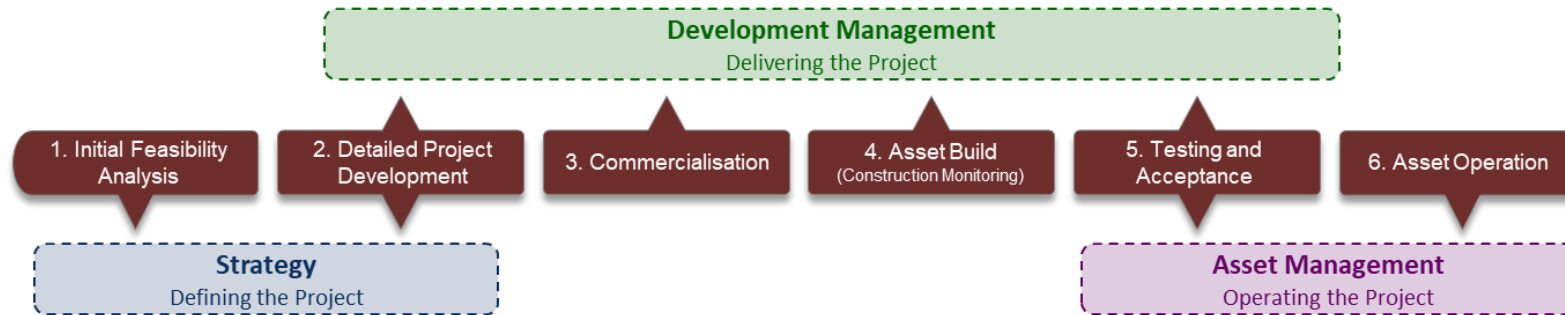 Development Management
Delivering the Project
1. Initial Feasibility
Analysis
2. Detailed Project
Development
3. Commercialisation
4. Asset Build
(Construction Monitoring)
5. Testing and
Acceptance
6. Asset Operation
Strategy
Defining the Project
Asset Management
Operating the Project